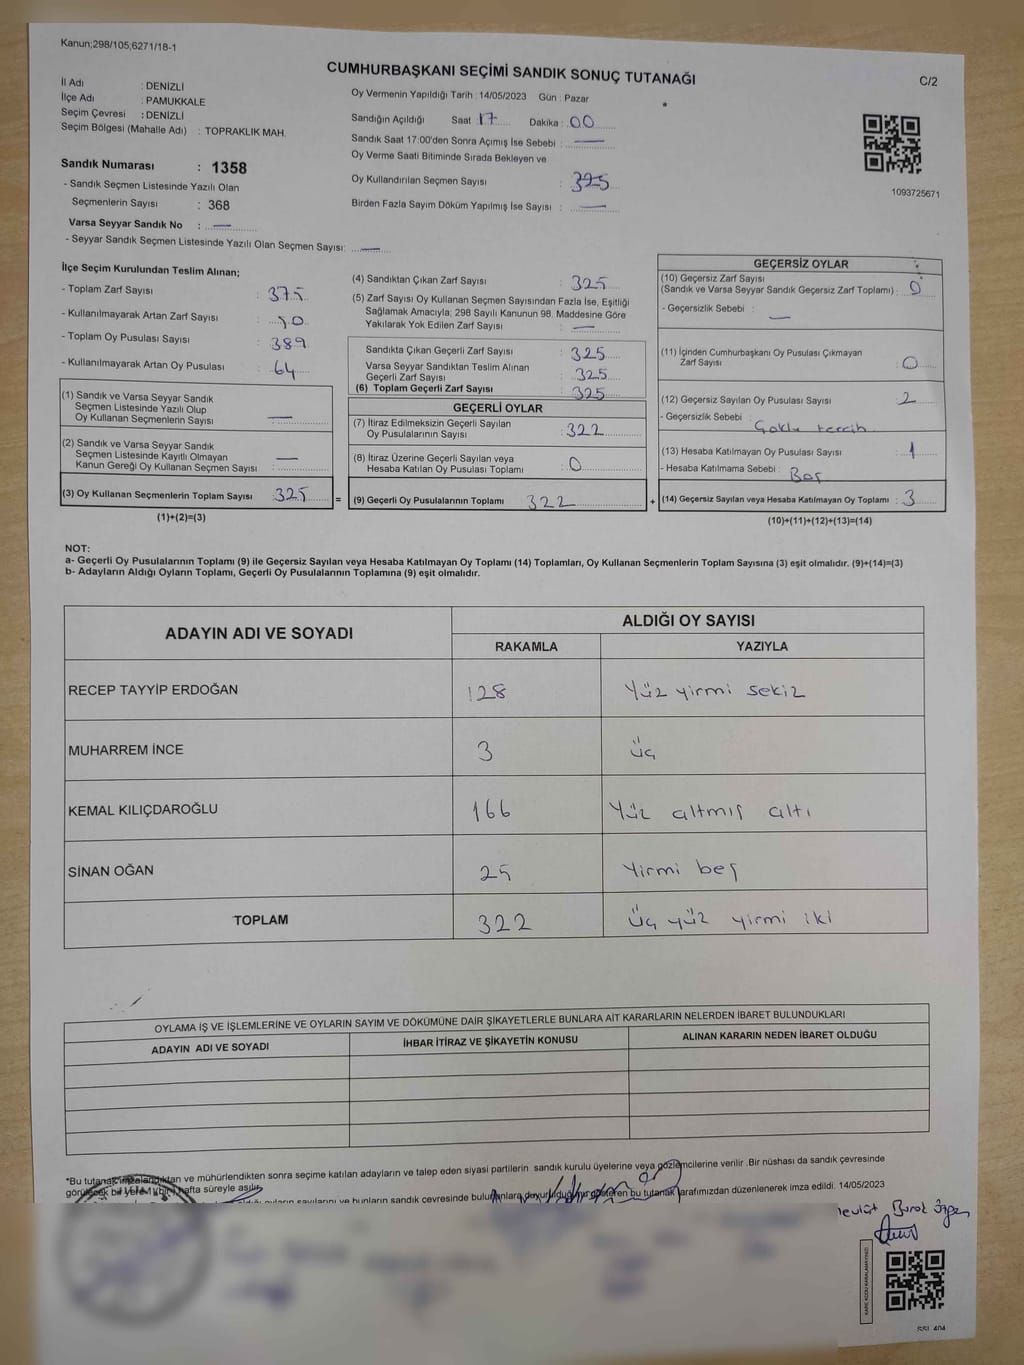 Kanun;298/105;6271/18-1
CUMHURBAŞKANI SEÇİMİ SANDIK SONUÇ TUTANAĞI
C/2
İl Adı : DENİZLİ
İlçe Adı : PAMUKKALE
Seçim Çevresi : DENİZLİ
Seçim Bölgesi (Mahalle Adı) : TOPRAKLIK MAH.
Sandık Numarası : 1358
- Sandık Seçmen Listesinde Yazılı Olan
Seçmenlerin Sayısı : 368
Varsa Seyyar Sandık No : —
- Seyyar Sandık Seçmen Listesinde Yazılı Olan Seçmen Sayısı: —
Oy Vermenin Yapıldığı Tarih : 14/05/2023 Gün : Pazar
Sandığın Açıldığı Saat 17 Dakika : 00
Sandık Saat 17:00'den Sonra Açımış İse Sebebi : —
Oy Verme Saati Bitiminde Sırada Bekleyen ve
Oy Kullandırılan Seçmen Sayısı : 325
Birden Fazla Sayım Döküm Yapılmış İse Sayısı : —
1093725671
İlçe Seçim Kurulundan Teslim Alınan;
- Toplam Zarf Sayısı : 375
- Kullanılmayarak Artan Zarf Sayısı : 50
- Toplam Oy Pusulası Sayısı : 389
- Kullanılmayarak Artan Oy Pusulası : 64
(1) Sandık ve Varsa Seyyar Sandık
Seçmen Listesinde Yazılı Olup
Oy Kullanan Seçmenlerin Sayısı : —
(2) Sandık ve Varsa Seyyar Sandık
Seçmen Listesinde Kayıtlı Olmayan
Kanun Gereği Oy Kullanan Seçmen Sayısı : —
(3) Oy Kullanan Seçmenlerin Toplam Sayısı : 325 =
(1)+(2)=(3)
(4) Sandıktan Çıkan Zarf Sayısı : 325
(5) Zarf Sayısı Oy Kullanan Seçmen Sayısından Fazla İse, Eşitliği
Sağlamak Amacıyla; 298 Sayılı Kanunun 98. Maddesine Göre
Yakılarak Yok Edilen Zarf Sayısı : —
Sandıkta Çıkan Geçerli Zarf Sayısı : 325
Varsa Seyyar Sandıktan Teslim Alınan
Geçerli Zarf Sayısı : 325
(6) Toplam Geçerli Zarf Sayısı : 325
GEÇERLİ OYLAR
(7) İtiraz Edilmeksizin Geçerli Sayılan
Oy Pusulalarının Sayısı : 322
(8) İtiraz Üzerine Geçerli Sayılan veya
Hesaba Katılan Oy Pusulası Toplamı : 0
(9) Geçerli Oy Pusulalarının Toplamı 322 +
GEÇERSİZ OYLAR
(10) Geçersiz Zarf Sayısı
(Sandık ve Varsa Seyyar Sandık Geçersiz Zarf Toplamı) : 0
- Geçersizlik Sebebi : —
(11) İçinden Cumhurbaşkanı Oy Pusulası Çıkmayan
Zarf Sayısı : 0
(12) Geçersiz Sayılan Oy Pusulası Sayısı : 2
- Geçersizlik Sebebi : Çoklu tercih
(13) Hesaba Katılmayan Oy Pusulası Sayısı : 1
- Hesaba Katılmama Sebebi : Boş
(14) Geçersiz Sayılan veya Hesaba Katılmayan Oy Toplamı : 3
(10)+(11)+(12)+(13)=(14)
NOT:
a- Geçerli Oy Pusulalarının Toplamı (9) ile Geçersiz Sayılan veya Hesaba Katılmayan Oy Toplamı (14) Toplamları, Oy Kullanan Seçmenlerin Toplam Sayısına (3) eşit olmalıdır. (9)+(14)=(3)
b- Adayların Aldığı Oyların Toplamı, Geçerli Oy Pusulalarının Toplamına (9) eşit olmalıdır.
ADAYIN ADI VE SOYADI
ALDIĞI OY SAYISI
RAKAMLA YAZIYLA
RECEP TAYYİP ERDOĞAN 128 Yüz yirmi sekiz
MUHARREM İNCE 3 üç
KEMAL KILIÇDAROĞLU 166 Yüz altmış altı
SİNAN OĞAN 25 Yirmi beş
TOPLAM 322 üç yüz yirmi iki
OYLAMA İŞ VE İŞLEMLERİNE VE OYLARIN SAYIM VE DÖKÜMÜNE DAİR ŞİKAYETLERLE BUNLARA AİT KARARLARIN NELERDEN İBARET BULUNDUKLARI
ADAYIN ADI VE SOYADI İHBAR İTİRAZ VE ŞİKAYETİN KONUSU ALINAN KARARIN NEDEN İBARET OLDUĞU
*Bu tutanak imzalandıktan ve mühürlendikten sonra seçime katılan adayların ve talep eden siyasi partilerin sandık kurulu üyelerine veya gözlemcilerine verilir .Bir nüshası da sandık çevresinde
görülecek bir yere 1 (bir) hafta süreyle asılır.
oyların sayılarını ve bunların sandık çevresinde bulunanlara duyurulduğunu gösteren bu tutanak tarafımızdan düzenlenerek imza edildi. 14/05/2023
Burak